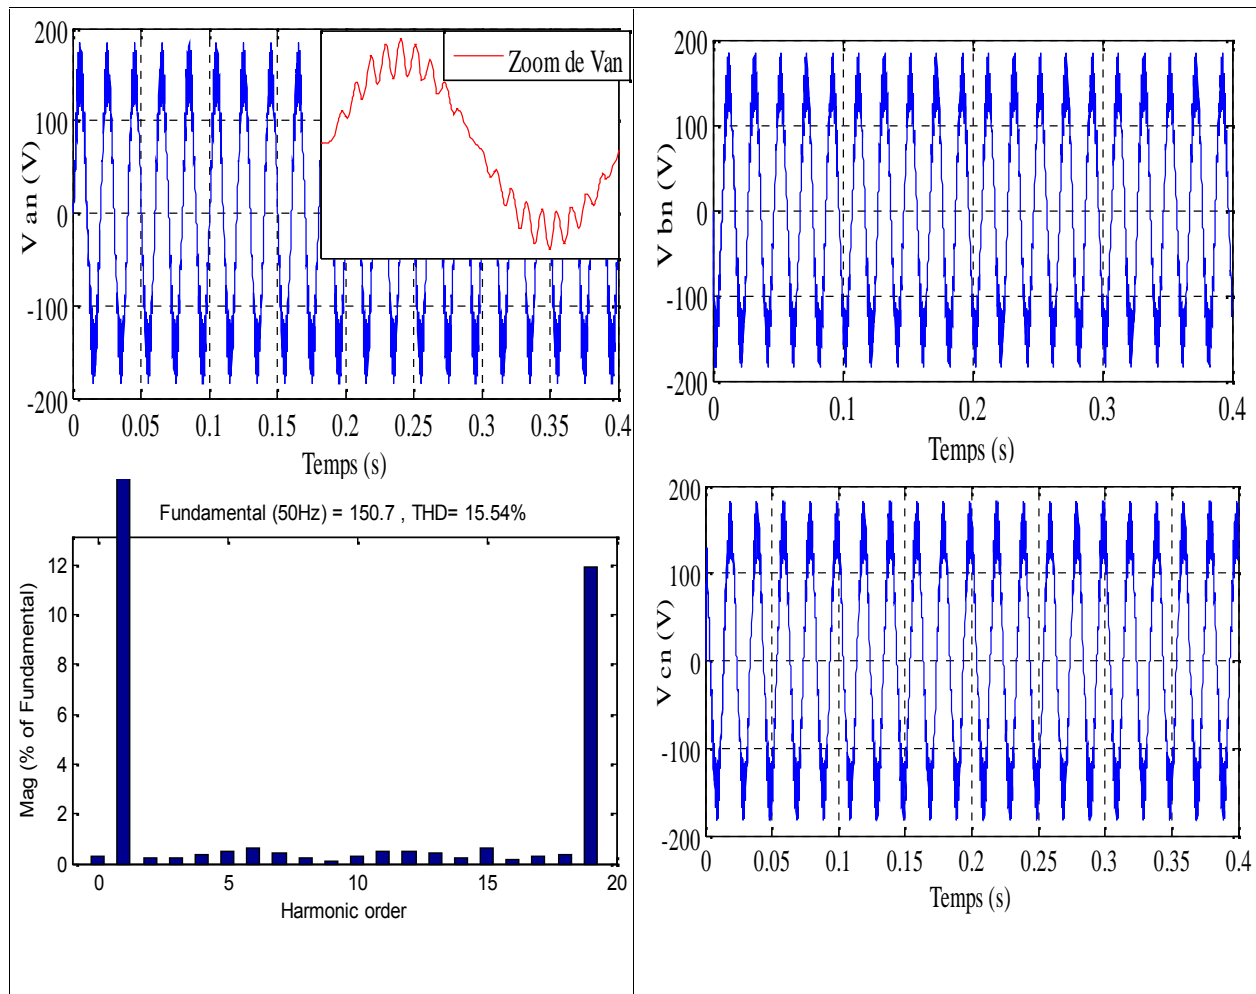 200
100
0
-100
-200
V an (V)
Zoom de Van
0 0.05 0.1 0.15 0.2 0.25 0.3 0.35 0.4
Temps (s)
200
100
0
-100
-200
V bn (V)
0 0.1 0.2 0.3 0.4
Temps (s)
Fundamental (50Hz) = 150.7 , THD= 15.54%
12
10
8
6
4
2
0
Mag (% of Fundamental)
0 5 10 15 20
Harmonic order
200
100
0
-100
-200
V cn (V)
0 0.05 0.1 0.15 0.2 0.25 0.3 0.35 0.4
Temps (s)